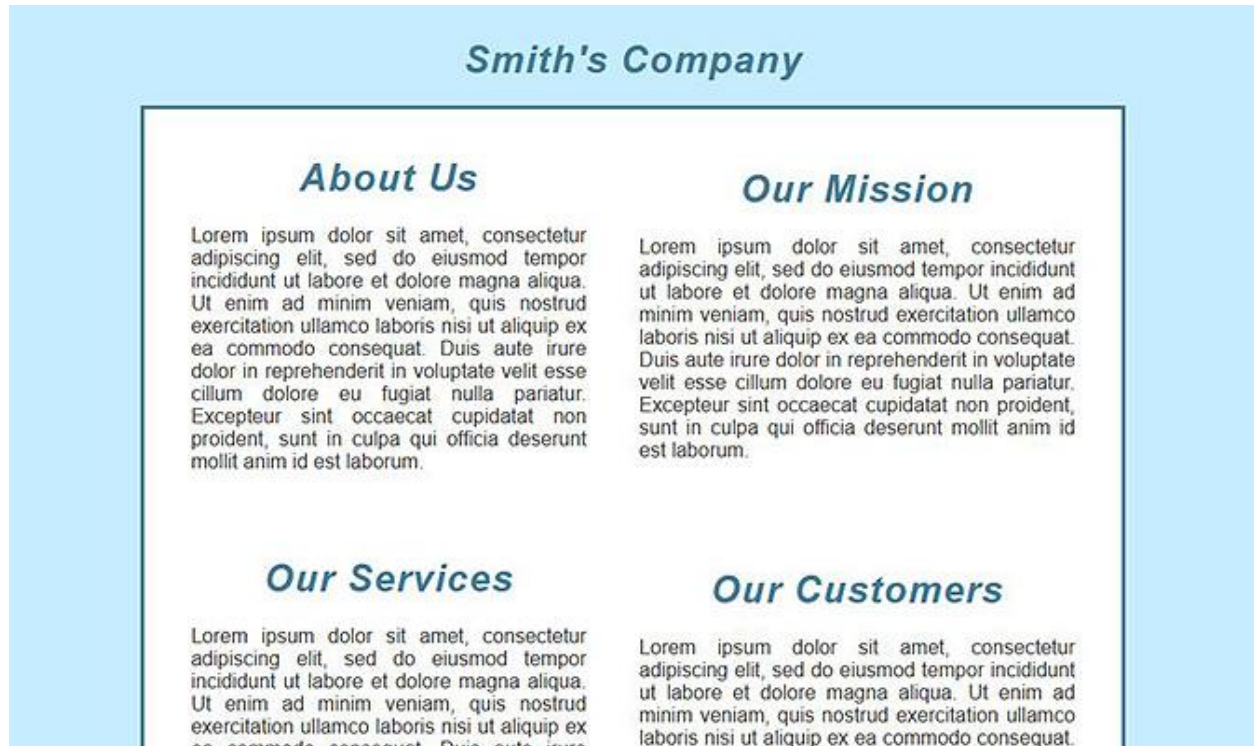 Smith's Company
About Us
Lorem ipsum dolor sit amet, consectetur
adipiscing elit, sed do eiusmod tempor
incididunt ut labore et dolore magna aliqua.
Ut enim ad minim veniam, quis nostrud
exercitation ullamco laboris nisi ut aliquip ex
ea commodo consequat. Duis aute irure
dolor in reprehenderit in voluptate velit esse
cillum dolore eu fugiat nulla pariatur.
Excepteur sint occaecat cupidatat non
proident, sunt in culpa qui officia deserunt
mollit anim id est laborum.
Our Mission
Lorem ipsum dolor sit amet, consectetur
adipiscing elit, sed do eiusmod tempor incididunt
ut labore et dolore magna aliqua. Ut enim ad
minim veniam, quis nostrud exercitation ullamco
laboris nisi ut aliquip ex ea commodo consequat.
Duis aute irure dolor in reprehenderit in voluptate
velit esse cillum dolore eu fugiat nulla pariatur.
Excepteur sint occaecat cupidatat non proident,
sunt in culpa qui officia deserunt mollit anim id
est laborum.
Our Services
Lorem ipsum dolor sit amet, consectetur
adipiscing elit, sed do eiusmod tempor
incididunt ut labore et dolore magna aliqua.
Ut enim ad minim veniam, quis nostrud
exercitation ullamco laboris nisi ut aliquip ex
ea commodo consequat. Duis aute irure
Our Customers
Lorem ipsum dolor sit amet, consectetur
adipiscing elit, sed do eiusmod tempor incididunt
ut labore et dolore magna aliqua. Ut enim ad
minim veniam, quis nostrud exercitation ullamco
laboris nisi ut aliquip ex ea commodo consequat.